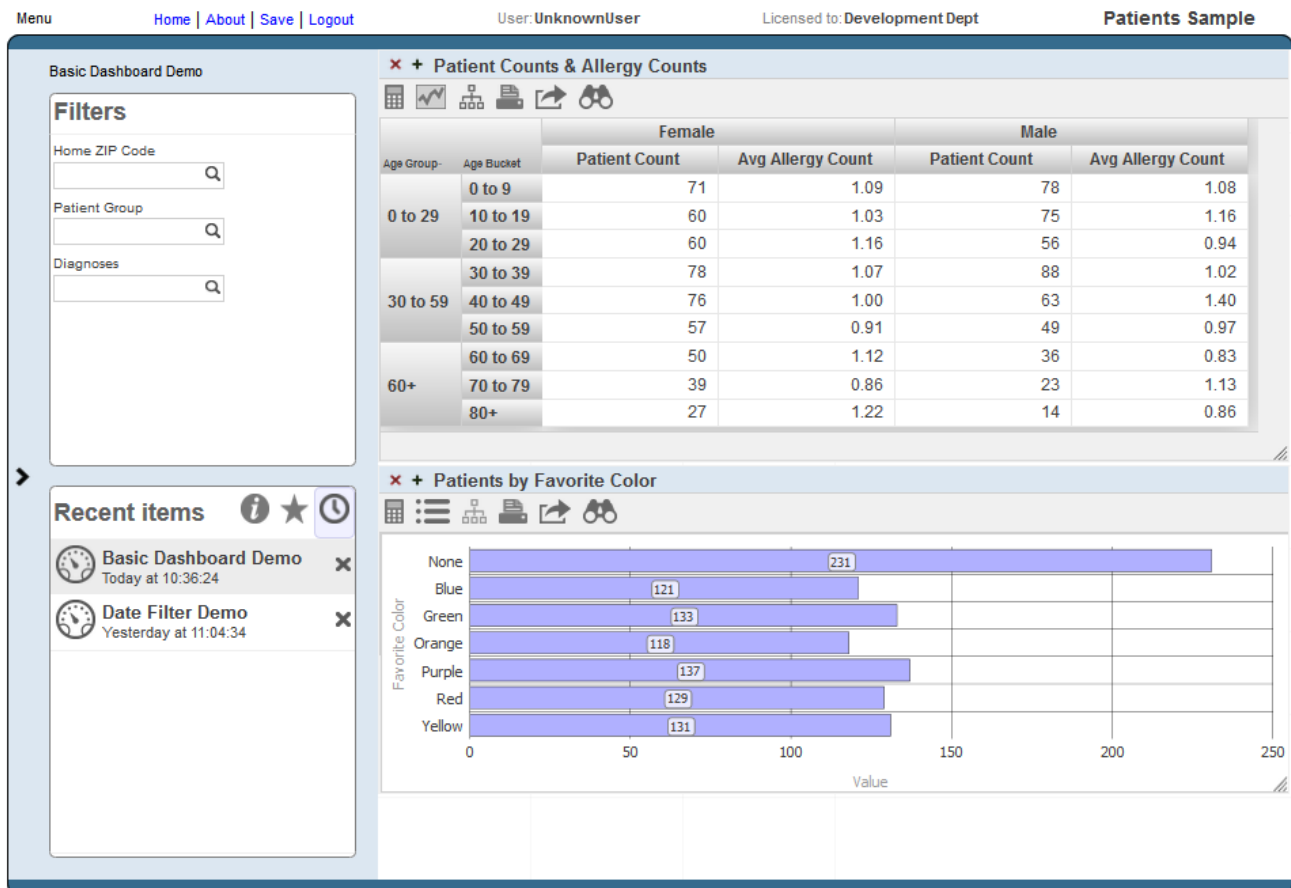 Menu Home | About | Save | Logout User:UnknownUser Licensed to:Development Dept Patients Sample
Basic Dashboard Demo
Filters
Home ZIP Code
Patient Group
Diagnoses
Recent items
Basic Dashboard Demo
Today at 10:36:24
Date Filter Demo
Yesterday at 11:04:34
Patient Counts & Allergy Counts
Female Male
Age Group- Age Bucket Patient Count Avg Allergy Count Patient Count Avg Allergy Count
0 to 29 0 to 9 71 1.09 78 1.08
10 to 19 60 1.03 75 1.16
20 to 29 60 1.16 56 0.94
30 to 59 30 to 39 78 1.07 88 1.02
40 to 49 76 1.00 63 1.40
50 to 59 57 0.91 49 0.97
60+ 60 to 69 50 1.12 36 0.83
70 to 79 39 0.86 23 1.13
80+ 27 1.22 14 0.86
Patients by Favorite Color
Favorite Color
None 231
Blue 121
Green 133
Orange 118
Purple 137
Red 129
Yellow 131
0 50 100 150 200 250
Value